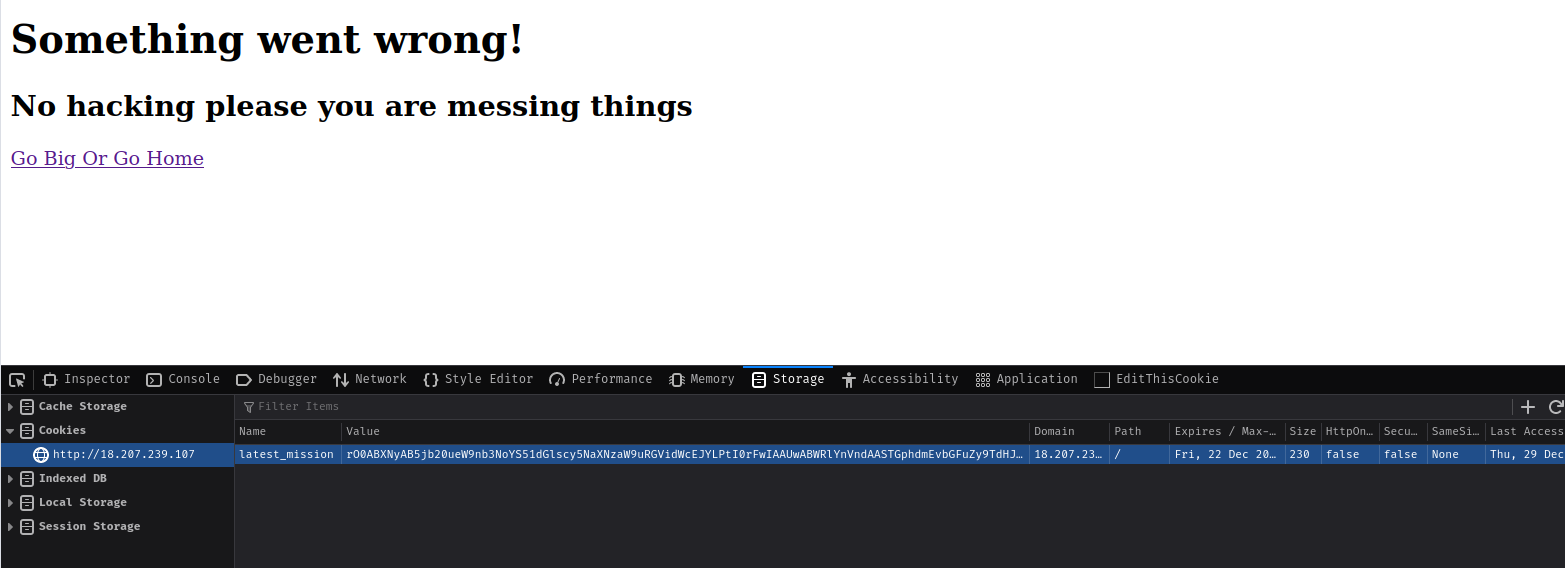 Something went wrong!
No hacking please you are messing things
Go Big Or Go Home
Inspector Console Debugger Network Style Editor Performance Memory Storage Accessibility Application EditThisCookie
Cache Storage
Filter Items
Cookies
Name Value Domain Path Expires / Max-… Size HttpOn… Secu… SameSi… Last Access
http://18.207.239.107
latest_mission rO0ABXNyAB5jb20ueW9nb3NoYS51dGlscy5NaXNzaW9uRGVidWcEJYLPtI0rFwIAAUwABWRlYnVndAASTGphdmEvbGFuZy9TdHJ… 18.207.23… / Fri, 22 Dec 20… 230 false false None Thu, 29 Dec
Indexed DB
Local Storage
Session Storage